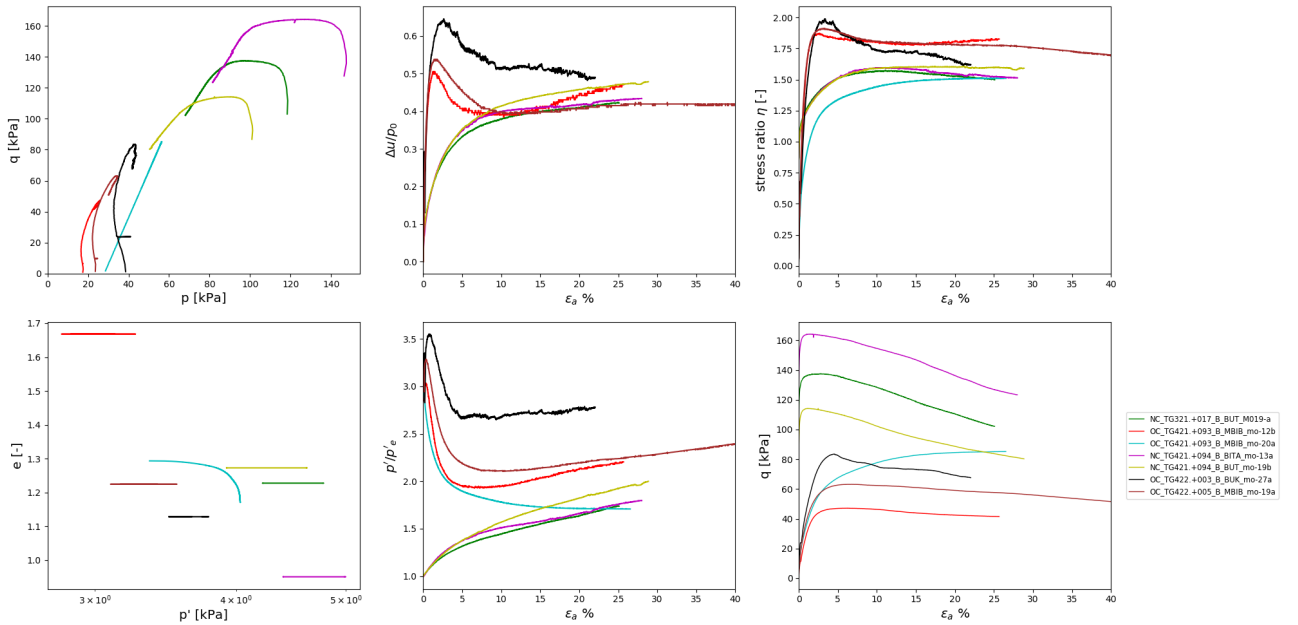 160
140
120
100
80
60
40
20
0
q [kPa]
0 20 40 60 80 100 120 140
p [kPa]
0.6
0.5
0.4
0.3
0.2
0.1
0.0
Δu/p₀
0 5 10 15 20 25 30 35 40
εₐ %
2.00
1.75
1.50
1.25
1.00
0.75
0.50
0.25
0.00
stress ratio η [-]
0 5 10 15 20 25 30 35 40
εₐ %
1.7
1.6
1.5
1.4
1.3
1.2
1.1
1.0
e [-]
3 × 10⁰ 4 × 10⁰ 5 × 10⁰
p' [kPa]
3.5
3.0
2.5
2.0
1.5
1.0
p'/p'ₑ
0 5 10 15 20 25 30 35 40
εₐ %
160
140
120
100
80
60
40
20
0
q [kPa]
0 5 10 15 20 25 30 35 40
εₐ %
NC_TG321.+017_B_BUT_M019-a
OC_TG421.+093_B_MBIB_mo-12b
OC_TG421.+093_B_MBIB_mo-20a
NC_TG421.+094_B_BITA_mo-13a
NC_TG421.+094_B_BUT_mo-19b
OC_TG422.+003_B_BUK_mo-27a
OC_TG422.+005_B_MBIB_mo-19a